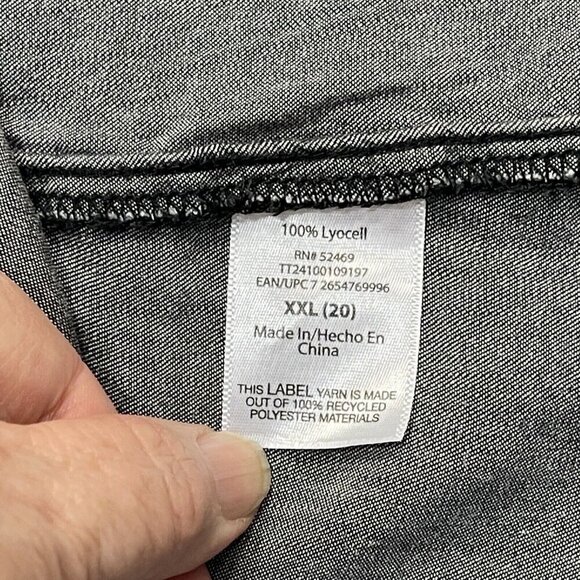 100% Lyocell
RN# 52469
TT24100109197
EAN/UPC 7 2654769996
XXL (20)
Made In/Hecho En
China
THIS LABEL YARN IS MADE
OUT OF 100% RECYCLED
POLYESTER MATERIALS